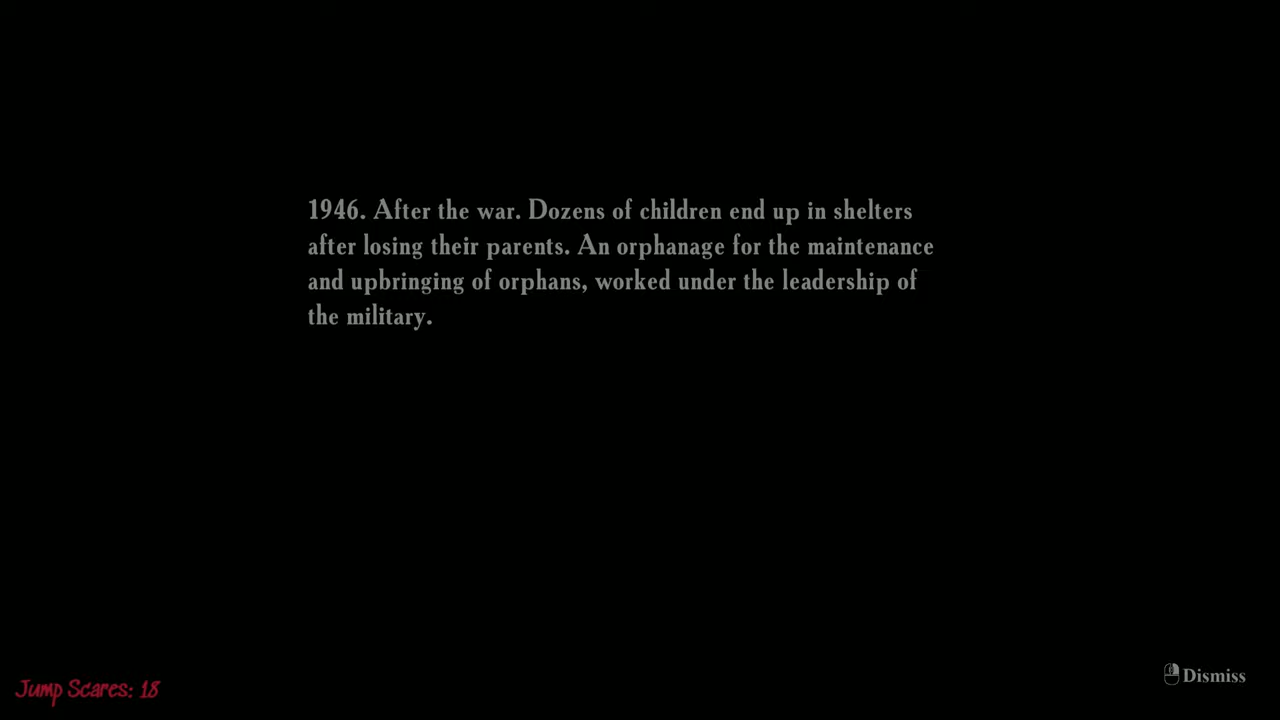 1946. After the war. Dozens of children end up in shelters
after losing their parents. An orphanage for the maintenance
and upbringing of orphans, worked under the leadership of
the military.
Jump Scares: 18
Dismiss